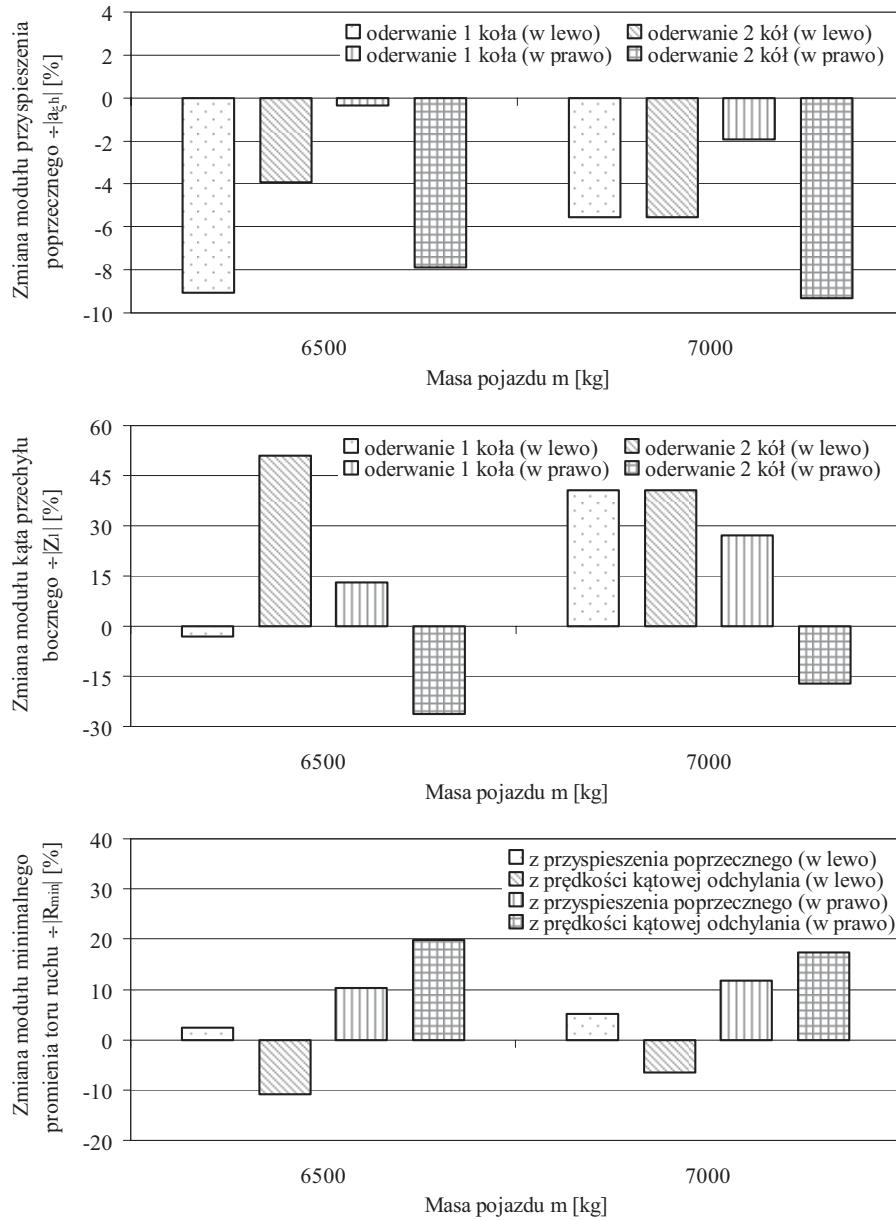 Zmiana modułu przyspieszenia
poprzecznego ÷|aξh| [%]
4
2
0
-2
-4
-6
-8
-10
oderwanie 1 koła (w lewo)
oderwanie 2 kół (w lewo)
oderwanie 1 koła (w prawo)
oderwanie 2 kół (w prawo)
6500
7000
Masa pojazdu m [kg]
Zmiana modułu kąta przechyłu
bocznego ÷|Z₁| [%]
60
45
30
15
0
-15
-30
oderwanie 1 koła (w lewo)
oderwanie 2 kół (w lewo)
oderwanie 1 koła (w prawo)
oderwanie 2 kół (w prawo)
6500
7000
Masa pojazdu m [kg]
Zmiana modułu minimalnego
promienia toru ruchu ÷|Rmin| [%]
40
30
20
10
0
-10
-20
z przyspieszenia poprzecznego (w lewo)
z prędkości kątowej odchylania (w lewo)
z przyspieszenia poprzecznego (w prawo)
z prędkości kątowej odchylania (w prawo)
6500
7000
Masa pojazdu m [kg]